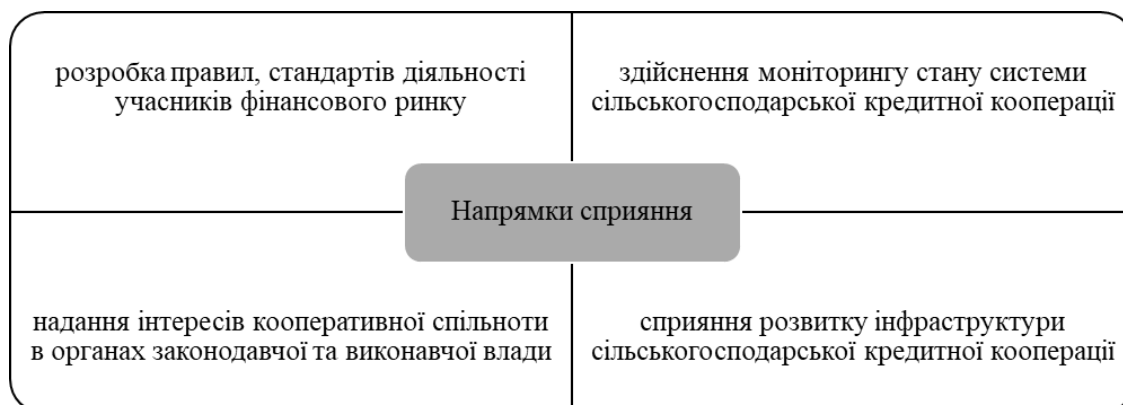 розробка правил, стандартів діяльності
учасників фінансового ринку
здійснення моніторингу стану системи
сільськогосподарської кредитної кооперації
Напрямки сприяння
надання інтересів кооперативної спільноти
в органах законодавчої та виконавчої влади
сприяння розвитку інфраструктури
сільськогосподарської кредитної кооперації